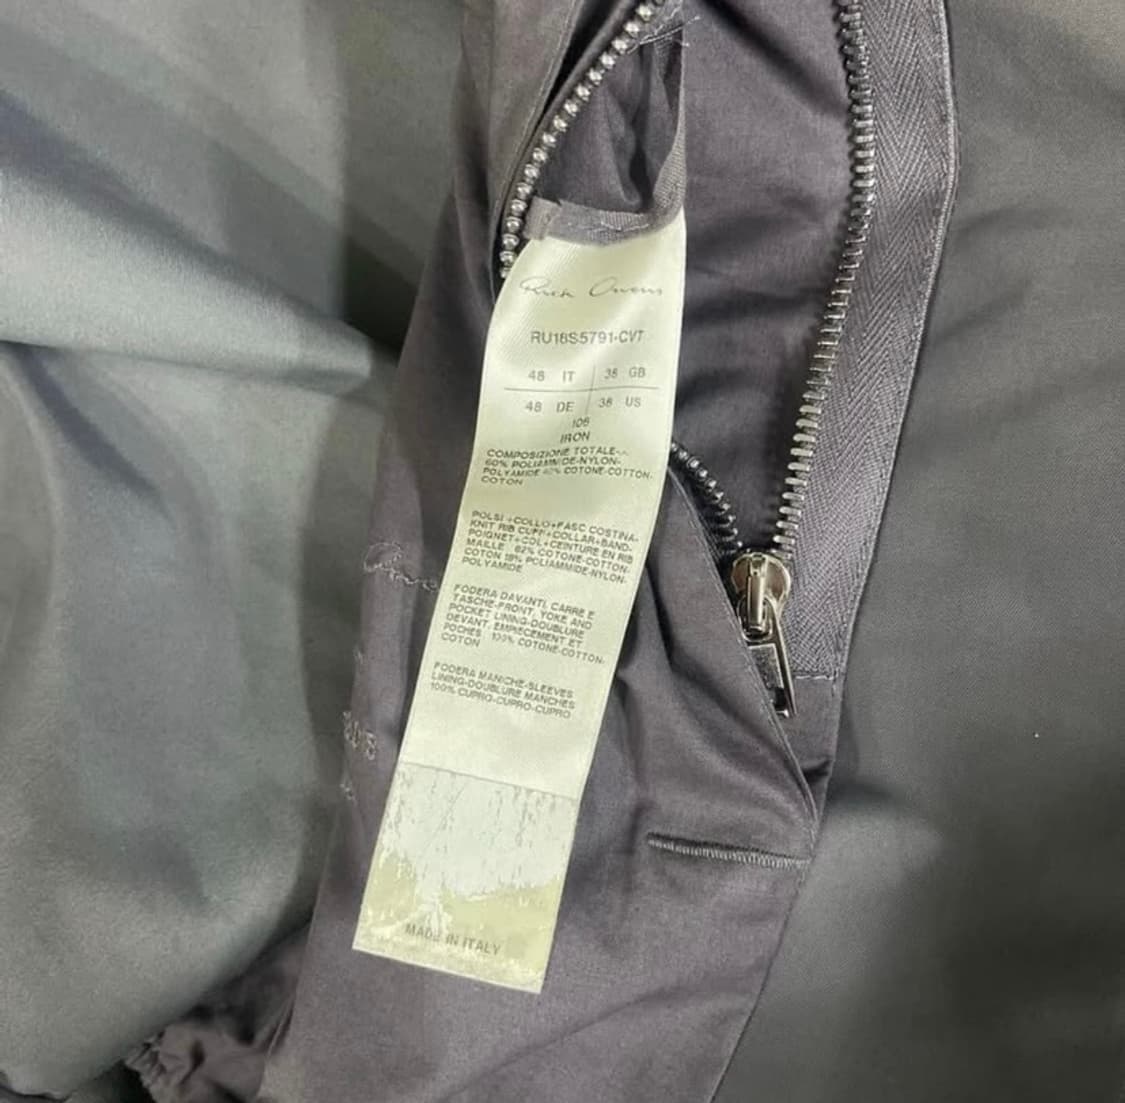 Rick Owens
RU18S5791-CVT
48 IT 38 GB
48 DE 38 US
106
IRON
COMPOSIZIONE TOTALE-
60% POLIAMMIDE-NYLON-
POLYAMIDE 40% COTONE-COTTON-
COTON
POLSI +COLLO+FASC COSTINA-
KNIT RIB CUFF+COLLAR+BAND-
POIGNET+COL+CEINTURE EN RIB
MAILLE 82% COTONE-COTTON-
COTON 18% POLIAMMIDE-NYLON-
POLYAMIDE
FODERA DAVANTI, CARRE E
TASCHE-FRONT, YOKE AND
POCKET LINING-DOUBLURE
DEVANT, EMPIECEMENT ET
POCHES 100% COTONE-COTTON-
COTON
FODERA MANICHE-SLEEVES
LINING-DOUBLURE MANCHES
100% CUPRO-CUPRO-CUPRO
MADE IN ITALY